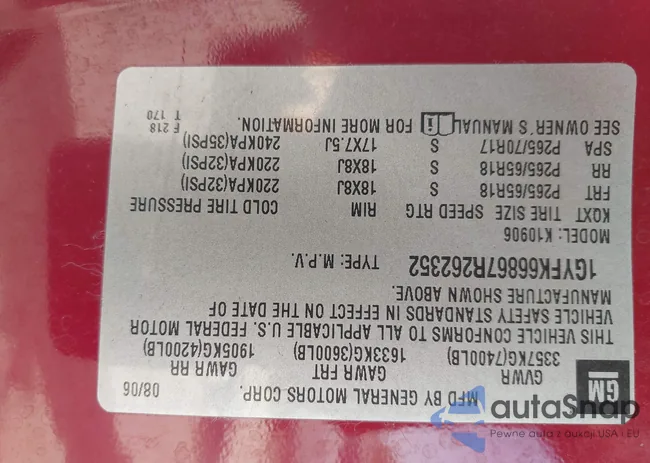 MFD BY GENERAL MOTORS CORP. 08/06
GM
GVWR GAWR FRT GAWR RR
3357KG(7400LB) 1633KG(3600LB) 1905KG(4200LB)
THIS VEHICLE CONFORMS TO ALL APPLICABLE U.S. FEDERAL MOTOR
VEHICLE SAFETY STANDARDS IN EFFECT ON THE DATE OF
MANUFACTURE SHOWN ABOVE.
1GYFK66867R262352 TYPE: M.P.V.
MODEL: K10906
KQXT TIRE SIZE SPEED RTG RIM COLD TIRE PRESSURE
FRT P265/65R18 S 18X8J 220KPA(32PSI)
RR P265/65R18 S 18X8J 220KPA(32PSI)
SPA P265/70R17 S 17X7.5J 240KPA(35PSI)
SEE OWNER'S MANUAL i FOR MORE INFORMATION.
F 218
T 170
autaSnap
Pewne auta z aukcji USA i EU